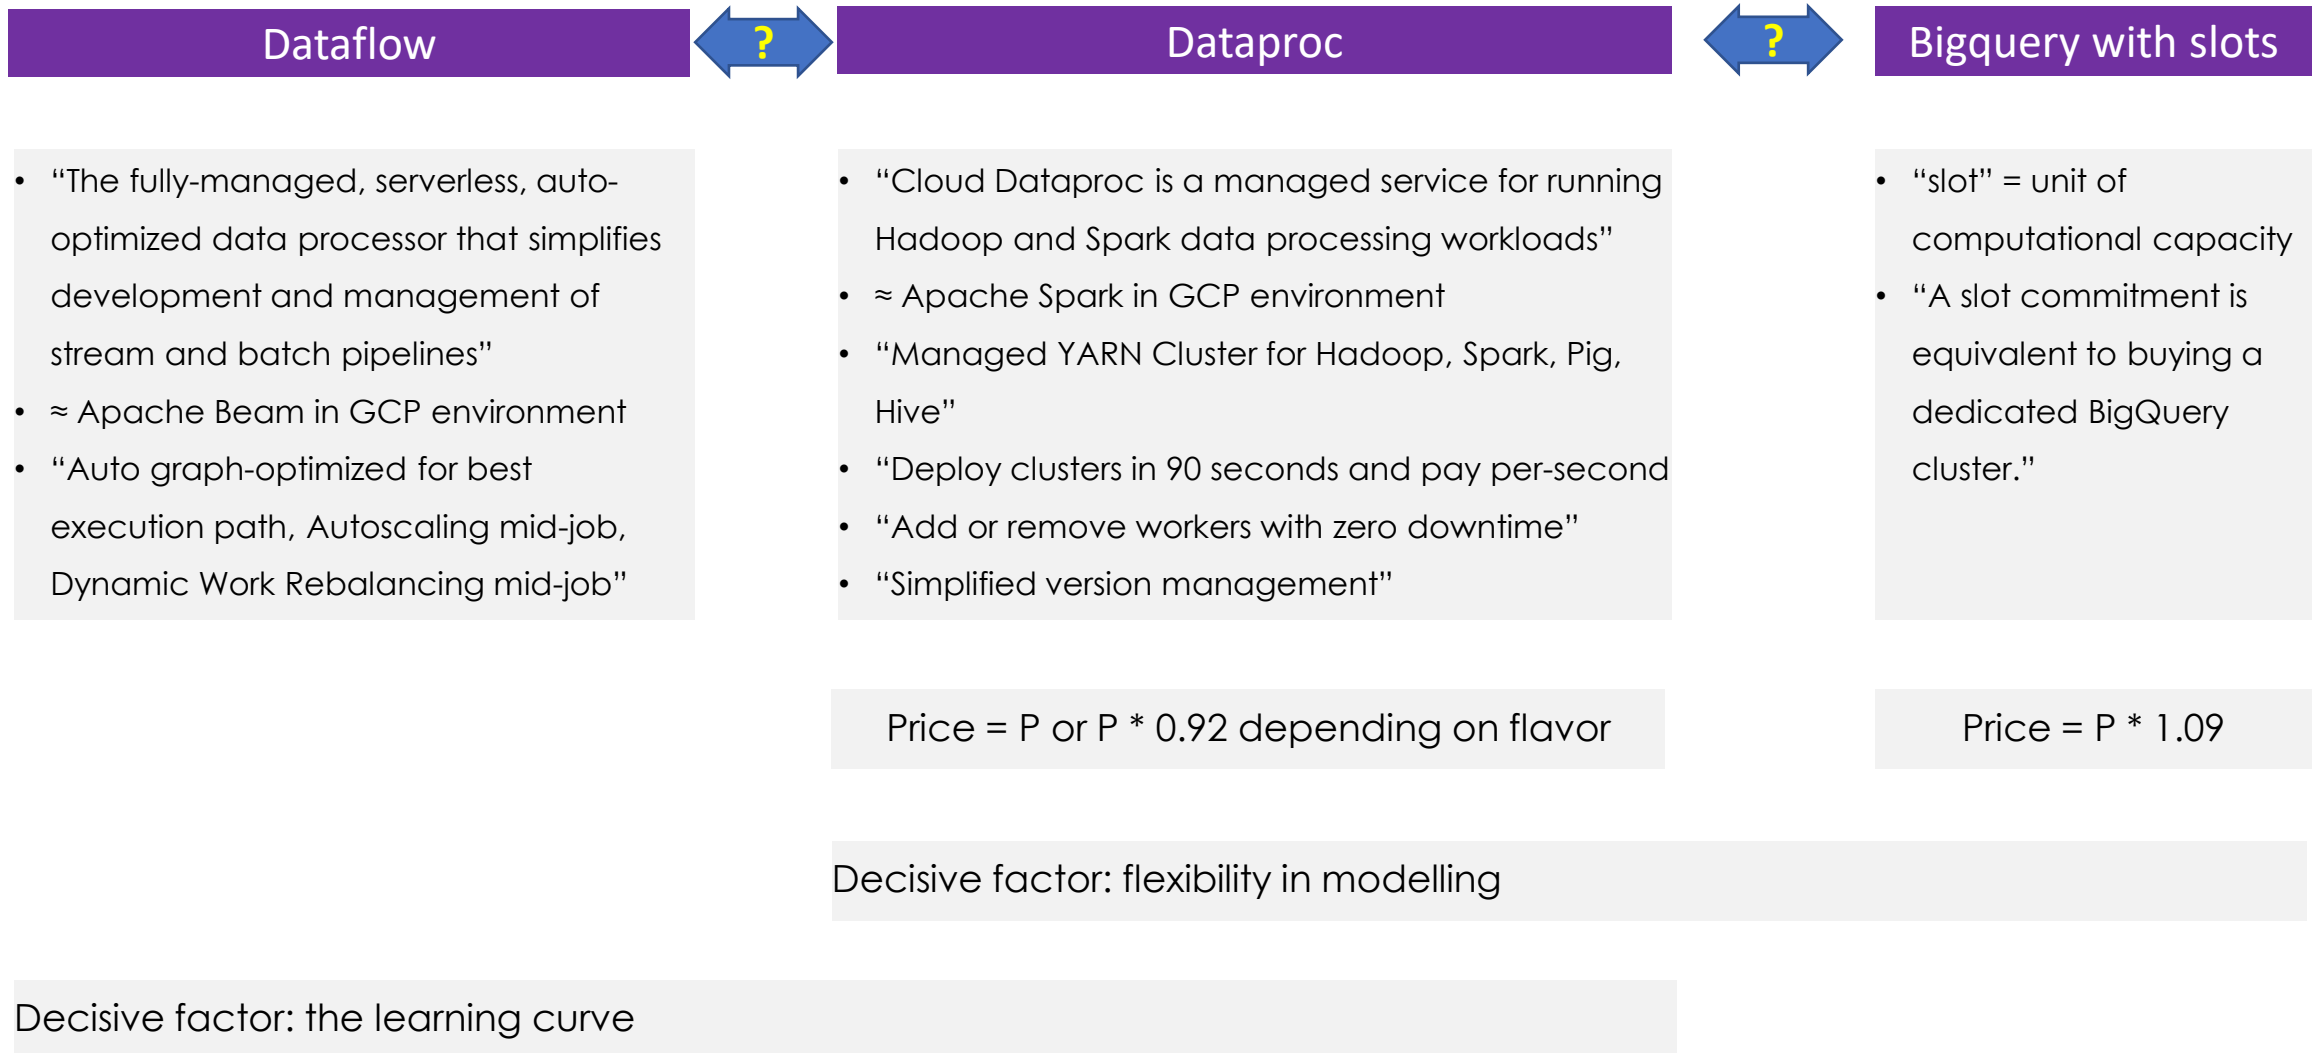 Dataflow
?
Dataproc
?
Bigquery with slots
• “The fully-managed, serverless, auto-
optimized data processor that simplifies
development and management of
stream and batch pipelines”
• ≈ Apache Beam in GCP environment
• “Auto graph-optimized for best
execution path, Autoscaling mid-job,
Dynamic Work Rebalancing mid-job”
• “Cloud Dataproc is a managed service for running
Hadoop and Spark data processing workloads”
• ≈ Apache Spark in GCP environment
• “Managed YARN Cluster for Hadoop, Spark, Pig,
Hive”
• “Deploy clusters in 90 seconds and pay per-second
• “Add or remove workers with zero downtime”
• “Simplified version management”
• “slot” = unit of
computational capacity
• “A slot commitment is
equivalent to buying a
dedicated BigQuery
cluster.”
Price = P or P * 0.92 depending on flavor
Price = P * 1.09
Decisive factor: flexibility in modelling
Decisive factor: the learning curve